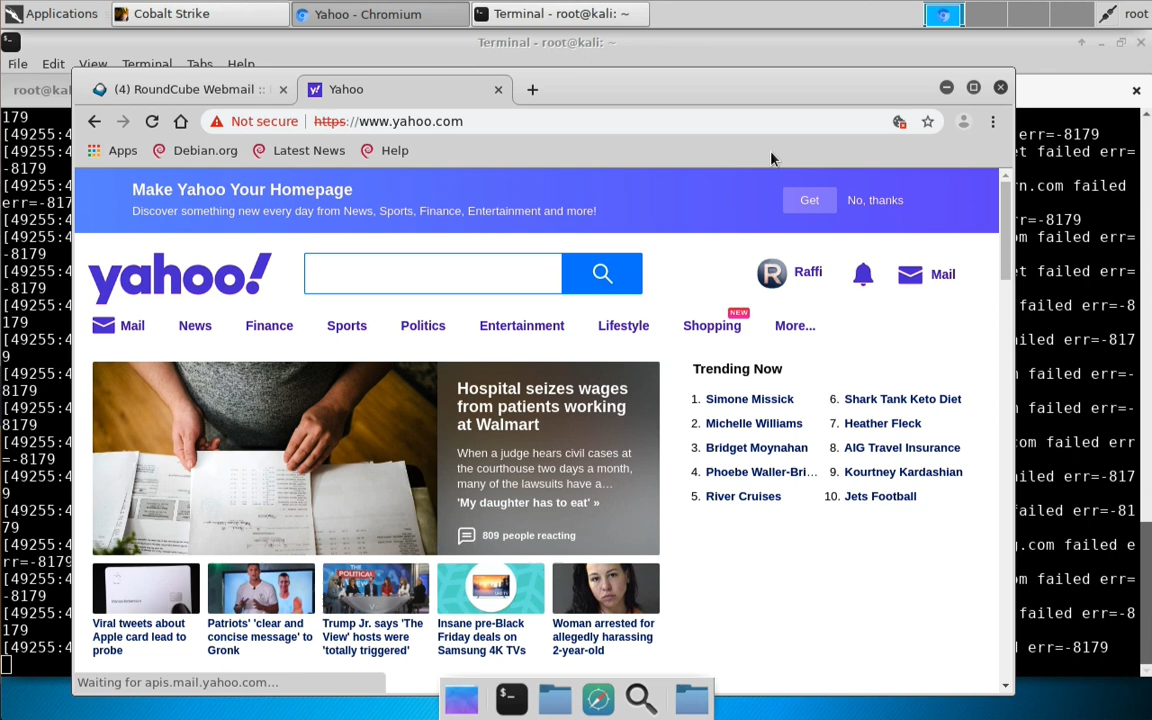 Applications
Cobalt Strike
Yahoo - Chromium
Terminal - root@kali: ~
root
Terminal - root@kali: ~
File Edit View Terminal Tabs Help
(4) RoundCube Webmail ::
Yahoo
Not secure
https://www.yahoo.com
Apps
Debian.org
Latest News
Help
Make Yahoo Your Homepage
Discover something new every day from News, Sports, Finance, Entertainment and more!
Get
No, thanks
yahoo!
R
Raffi
Mail
Mail
News
Finance
Sports
Politics
Entertainment
Lifestyle
Shopping
NEW
More...
Hospital seizes wages
from patients working
at Walmart
When a judge hears civil cases at
the courthouse two days a month,
many of the lawsuits have a…
'My daughter has to eat' »
809 people reacting
Trending Now
1. Simone Missick
2. Michelle Williams
3. Bridget Moynahan
4. Phoebe Waller-Bri…
5. River Cruises
6. Shark Tank Keto Diet
7. Heather Fleck
8. AIG Travel Insurance
9. Kourtney Kardashian
10. Jets Football
Viral tweets about
Apple card lead to
probe
Patriots' 'clear and
concise message' to
Gronk
Trump Jr. says 'The
View' hosts were
'totally triggered'
Insane pre-Black
Friday deals on
Samsung 4K TVs
Woman arrested for
allegedly harassing
2-year-old
Waiting for apis.mail.yahoo.com...